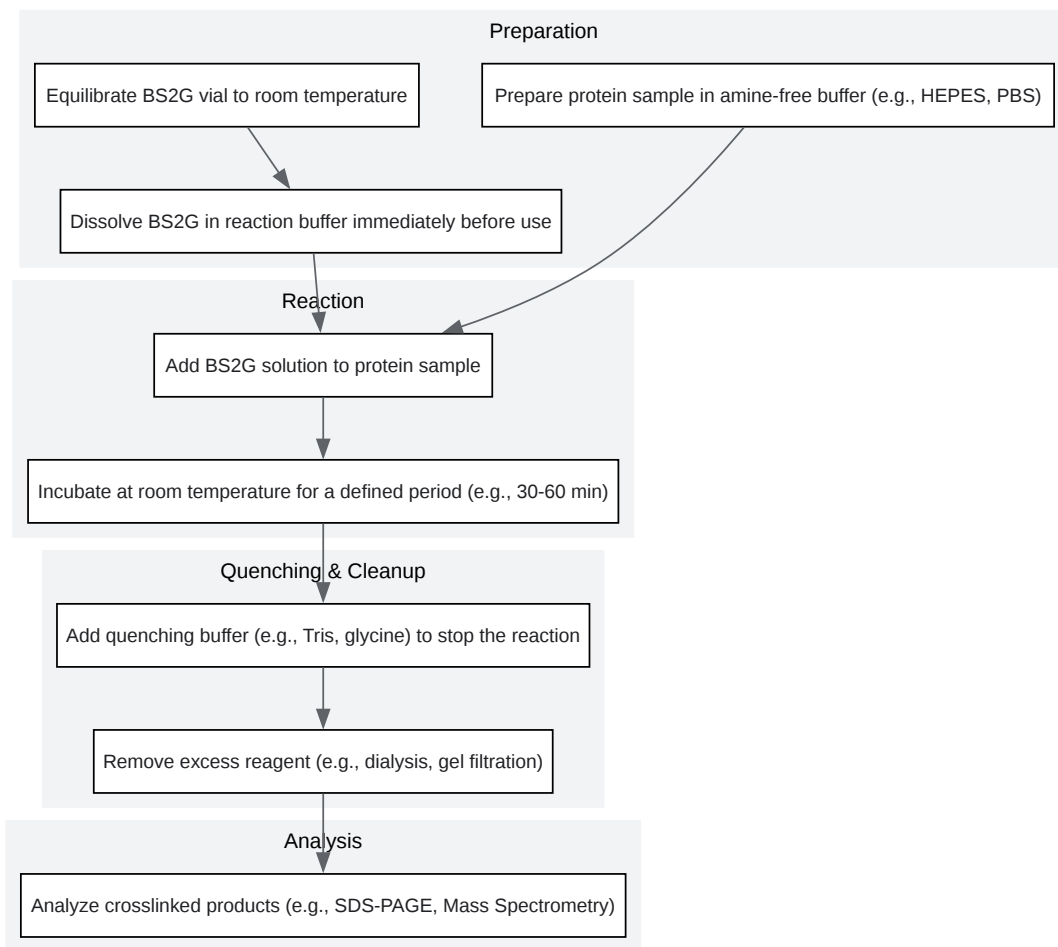 Preparation
Equilibrate BS2G vial to room temperature
Prepare protein sample in amine-free buffer (e.g., HEPES, PBS)
Dissolve BS2G in reaction buffer immediately before use
Reaction
Add BS2G solution to protein sample
Incubate at room temperature for a defined period (e.g., 30-60 min)
Quenching & Cleanup
Add quenching buffer (e.g., Tris, glycine) to stop the reaction
Remove excess reagent (e.g., dialysis, gel filtration)
Analysis
Analyze crosslinked products (e.g., SDS-PAGE, Mass Spectrometry)